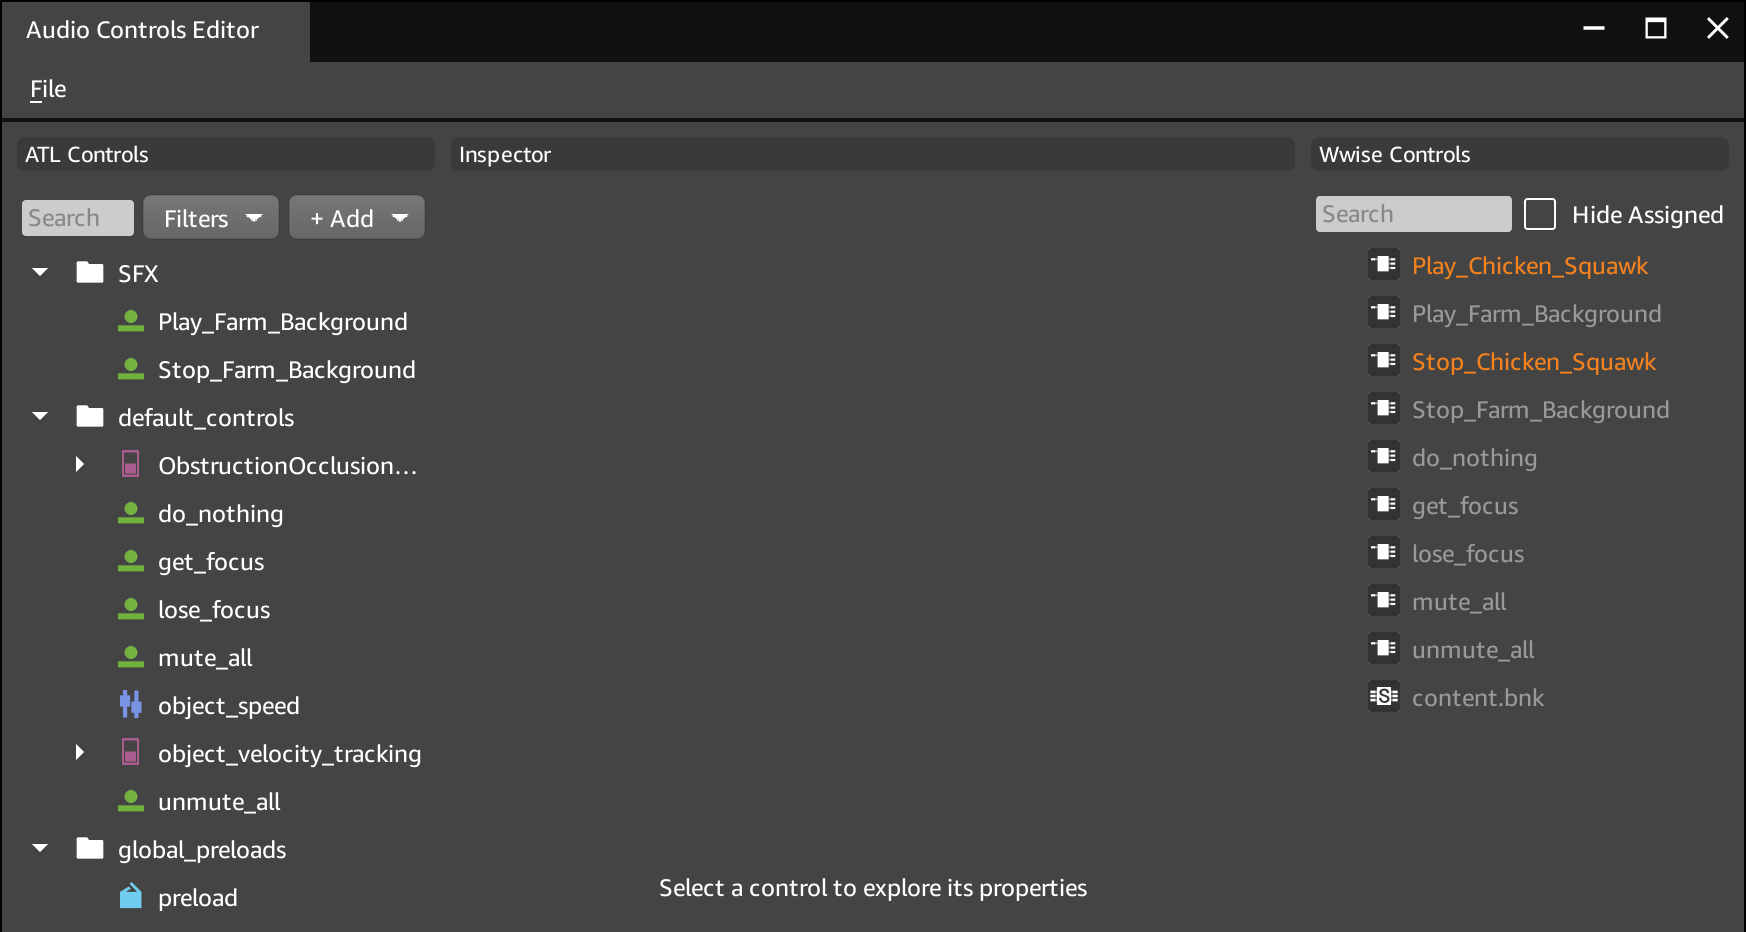 Audio Controls Editor
File
ATL Controls
Search
Filters
+ Add
SFX
Play_Farm_Background
Stop_Farm_Background
default_controls
ObstructionOcclusion...
do_nothing
get_focus
lose_focus
mute_all
object_speed
object_velocity_tracking
unmute_all
global_preloads
preload
Inspector
Select a control to explore its properties
Wwise Controls
Search
Hide Assigned
Play_Chicken_Squawk
Play_Farm_Background
Stop_Chicken_Squawk
Stop_Farm_Background
do_nothing
get_focus
lose_focus
mute_all
unmute_all
S
content.bnk